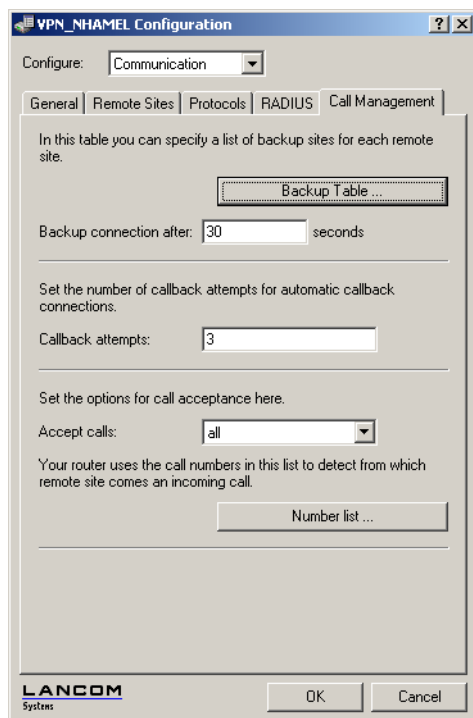 VPN_NHAMEL Configuration
Configure: Communication
General Remote Sites Protocols RADIUS Call Management
In this table you can specify a list of backup sites for each remote
site.
Backup Table ...
Backup connection after: 30 seconds
Set the number of callback attempts for automatic callback
connections.
Callback attempts: 3
Set the options for call acceptance here.
Accept calls: all
Your router uses the call numbers in this list to detect from which
remote site comes an incoming call.
Number list ...
LANCOM
Systems
OK Cancel